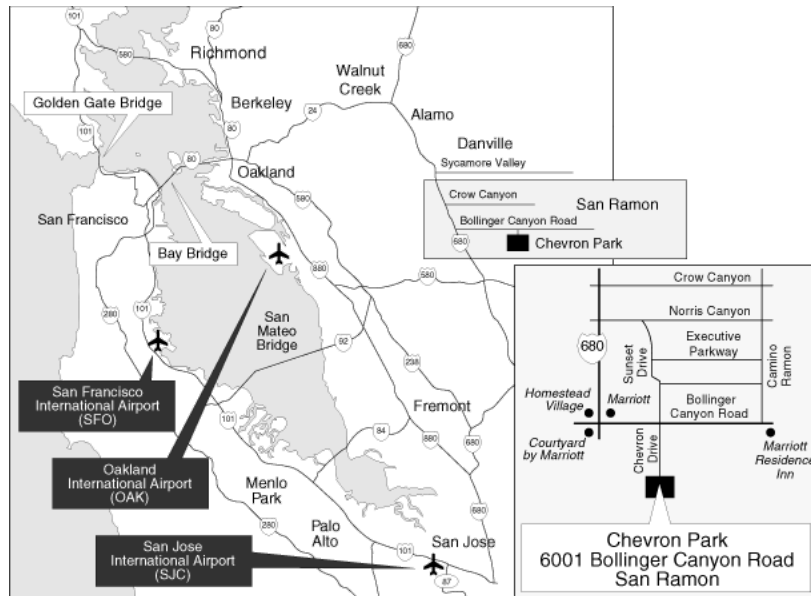 101
80
Richmond
580
680
Walnut
Creek
Golden Gate Bridge
Berkeley
24
Alamo
101
80
Danville
Sycamore Valley
80
Oakland
580
Crow Canyon
San Ramon
San Francisco
Bollinger Canyon Road
680
Chevron Park
Bay Bridge
880
580
280
101
San
Mateo
Bridge
92
238
San Francisco
International Airport
(SFO)
101
Fremont
84
880
680
Oakland
International Airport
(OAK)
Menlo
Park
280
Palo
Alto
680
San Jose
International Airport
(SJC)
101
San Jose
87
Crow Canyon
Norris Canyon
680
Sunset
Drive
Executive
Parkway
Camino
Ramon
Homestead
Village
Marriott
Bollinger
Canyon Road
Courtyard
by Marriott
Chevron
Drive
Marriott
Residence
Inn
Chevron Park
6001 Bollinger Canyon Road
San Ramon